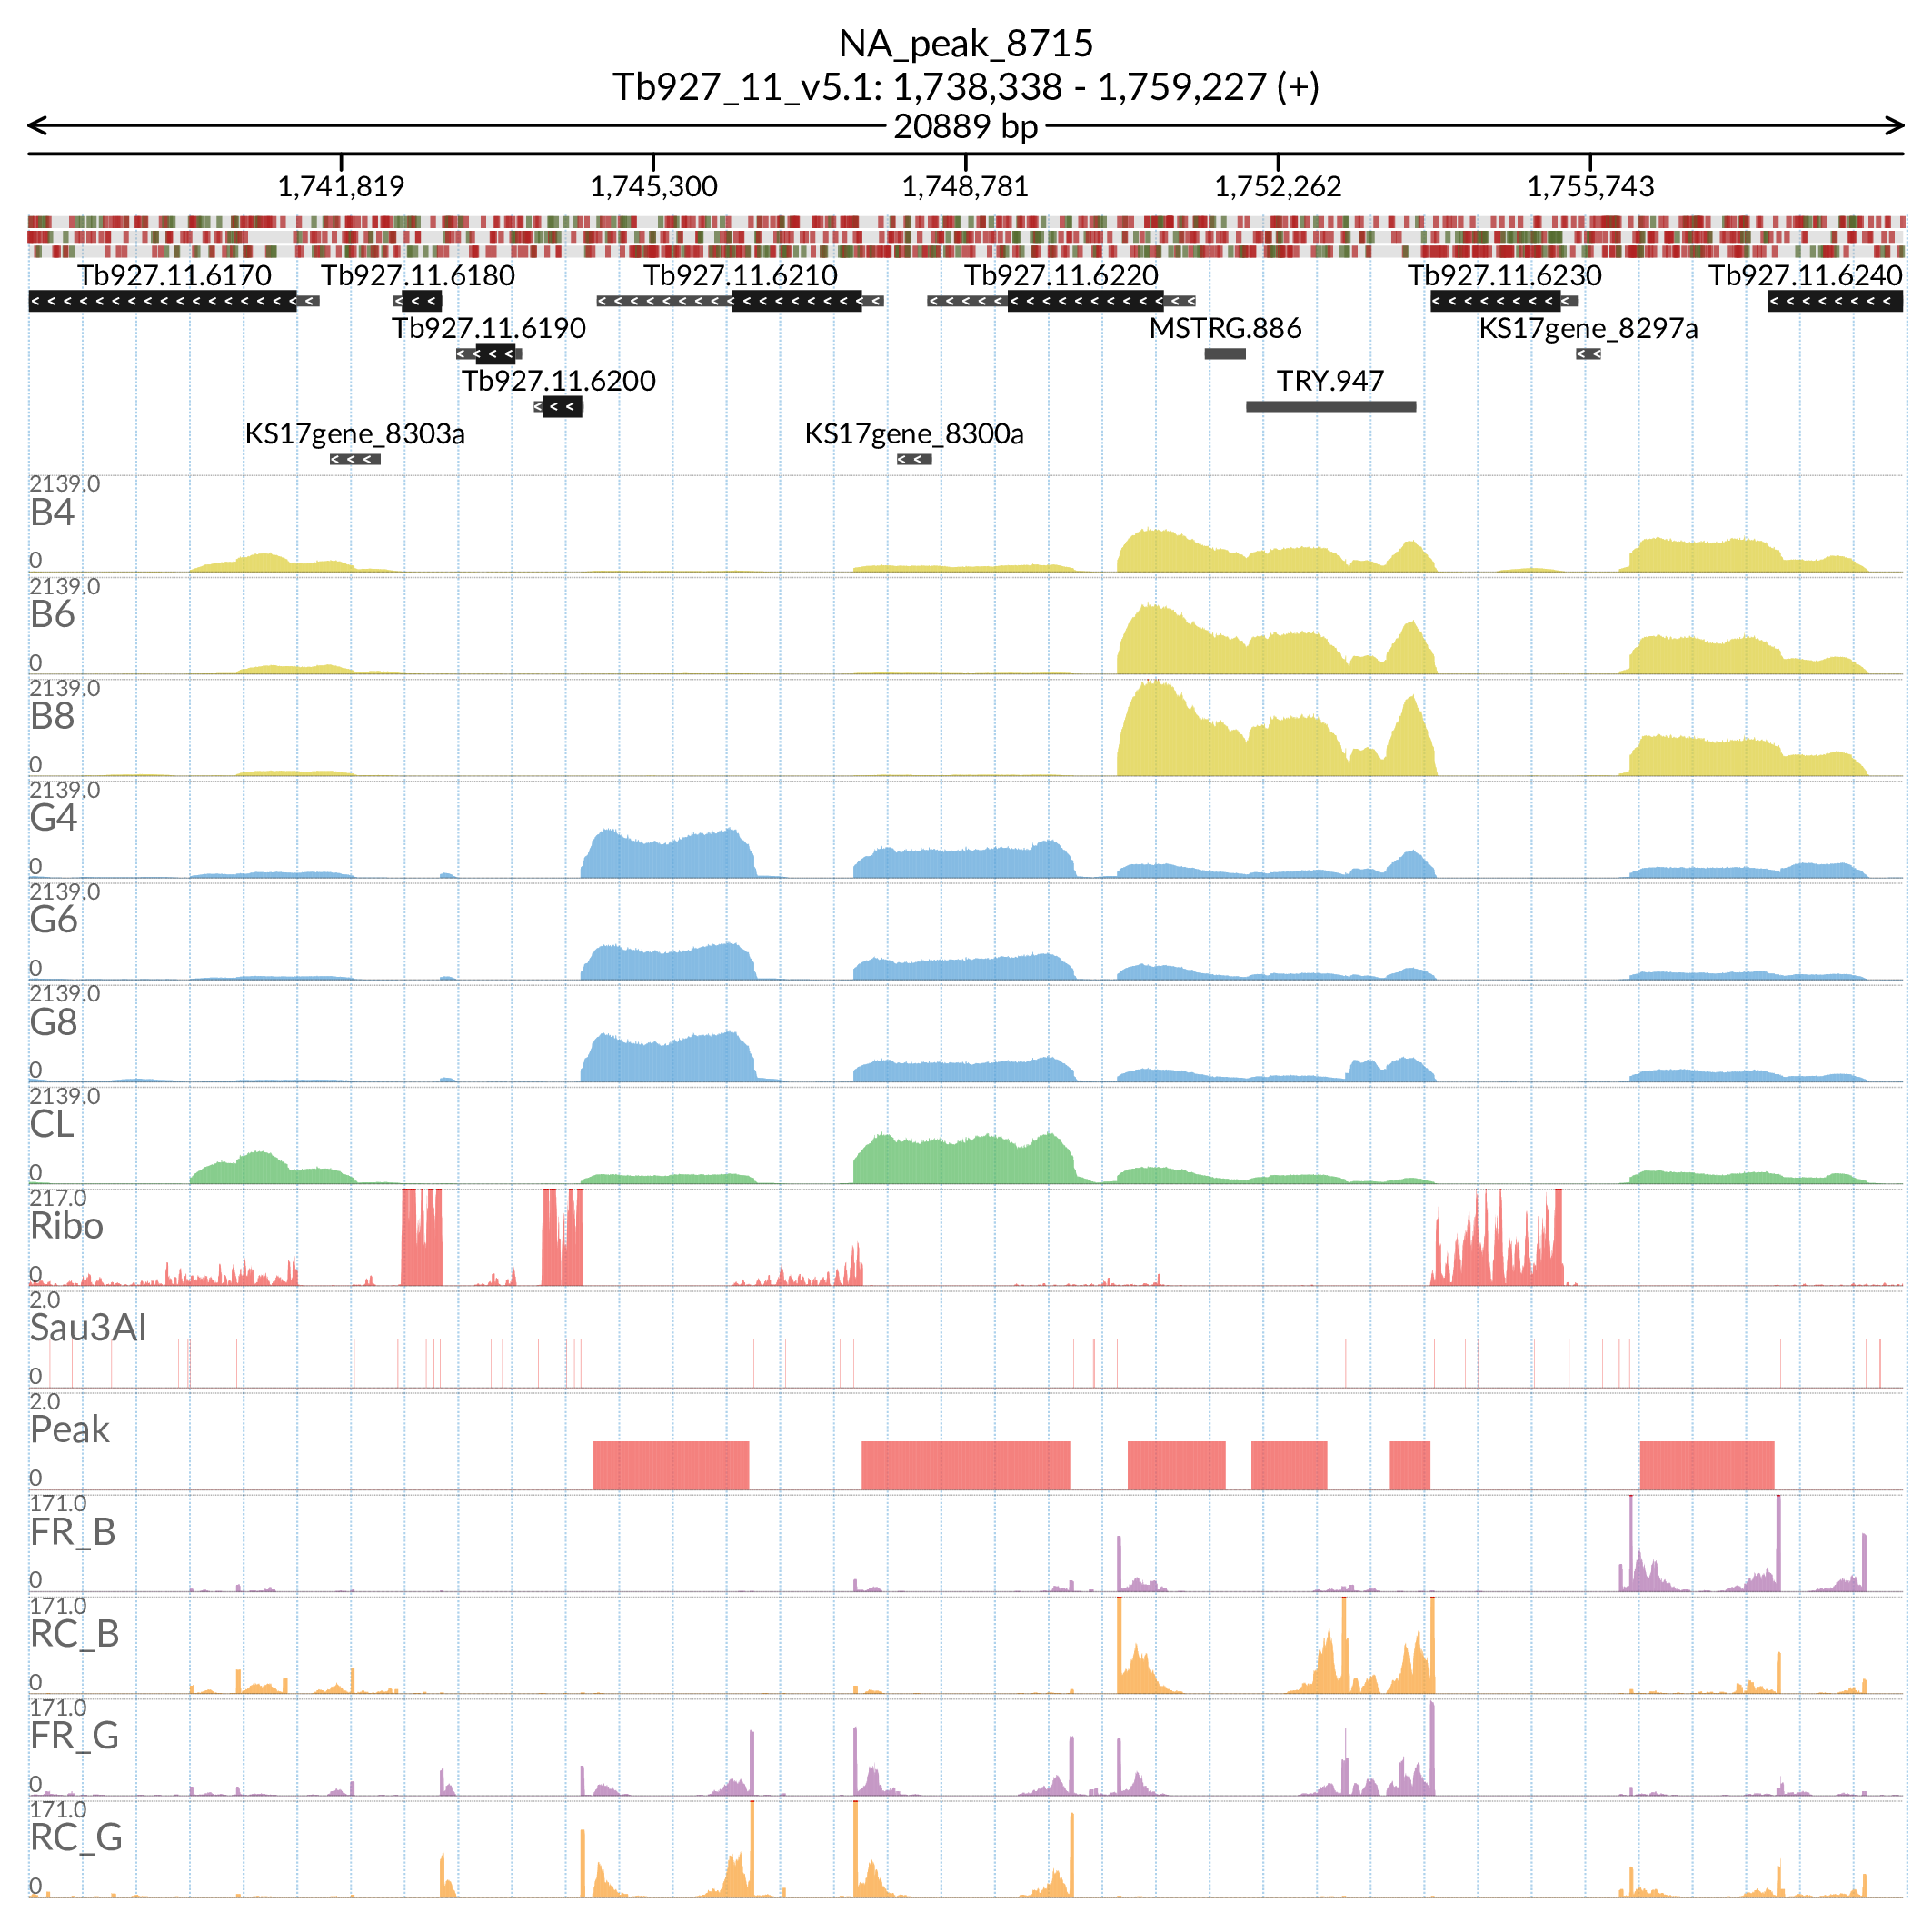 NA_peak_8715
Tb927_11_v5.1: 1,738,338 - 1,759,227 (+)
20889 bp
1,741,819 1,745,300 1,748,781 1,752,262 1,755,743
Tb927.11.6170 Tb927.11.6180 Tb927.11.6210 Tb927.11.6220 Tb927.11.6230 Tb927.11.6240
Tb927.11.6190 MSTRG.886 KS17gene_8297a
Tb927.11.6200 TRY.947
KS17gene_8303a KS17gene_8300a
2139.0
B4
0
2139.0
B6
0
2139.0
B8
0
2139.0
G4
0
2139.0
G6
0
2139.0
G8
0
2139.0
CL
0
217.0
Ribo
0
2.0
Sau3AI
0
2.0
Peak
0
171.0
FR_B
0
171.0
RC_B
0
171.0
FR_G
0
171.0
RC_G
0